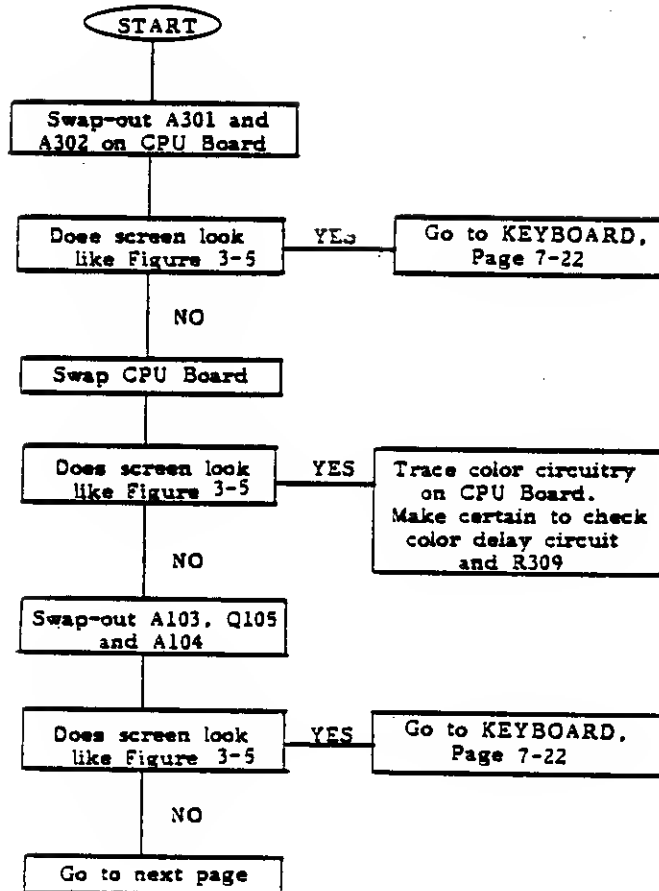 START
Swap-out A301 and
A302 on CPU Board
Does screen look
like Figure 3-5
YES
Go to KEYBOARD,
Page 7-22
NO
Swap CPU Board
Does screen look
like Figure 3-5
YES
Trace color circuitry
on CPU Board.
Make certain to check
color delay circuit
and R309
NO
Swap-out A103, Q105
and A104
Does screen look
like Figure 3-5
YES
Go to KEYBOARD,
Page 7-22
NO
Go to next page